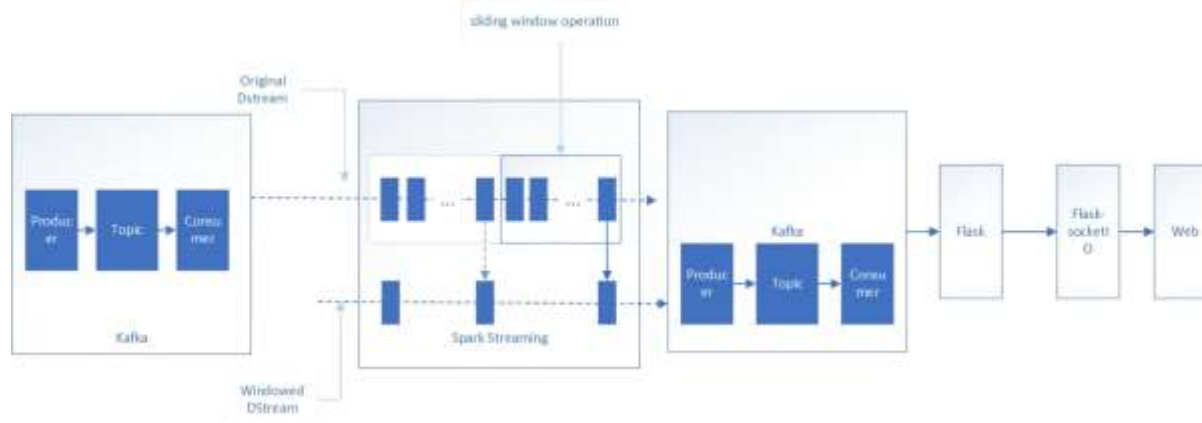 sliding window operation
Original
Dstream
Produc
er
Topic
Consu
mer
Kafka
...
...
Spark Streaming
Windowed
DStream
Kafka
Produc
er
Topic
Consu
mer
Flask
Flask-
socketI
O
Web